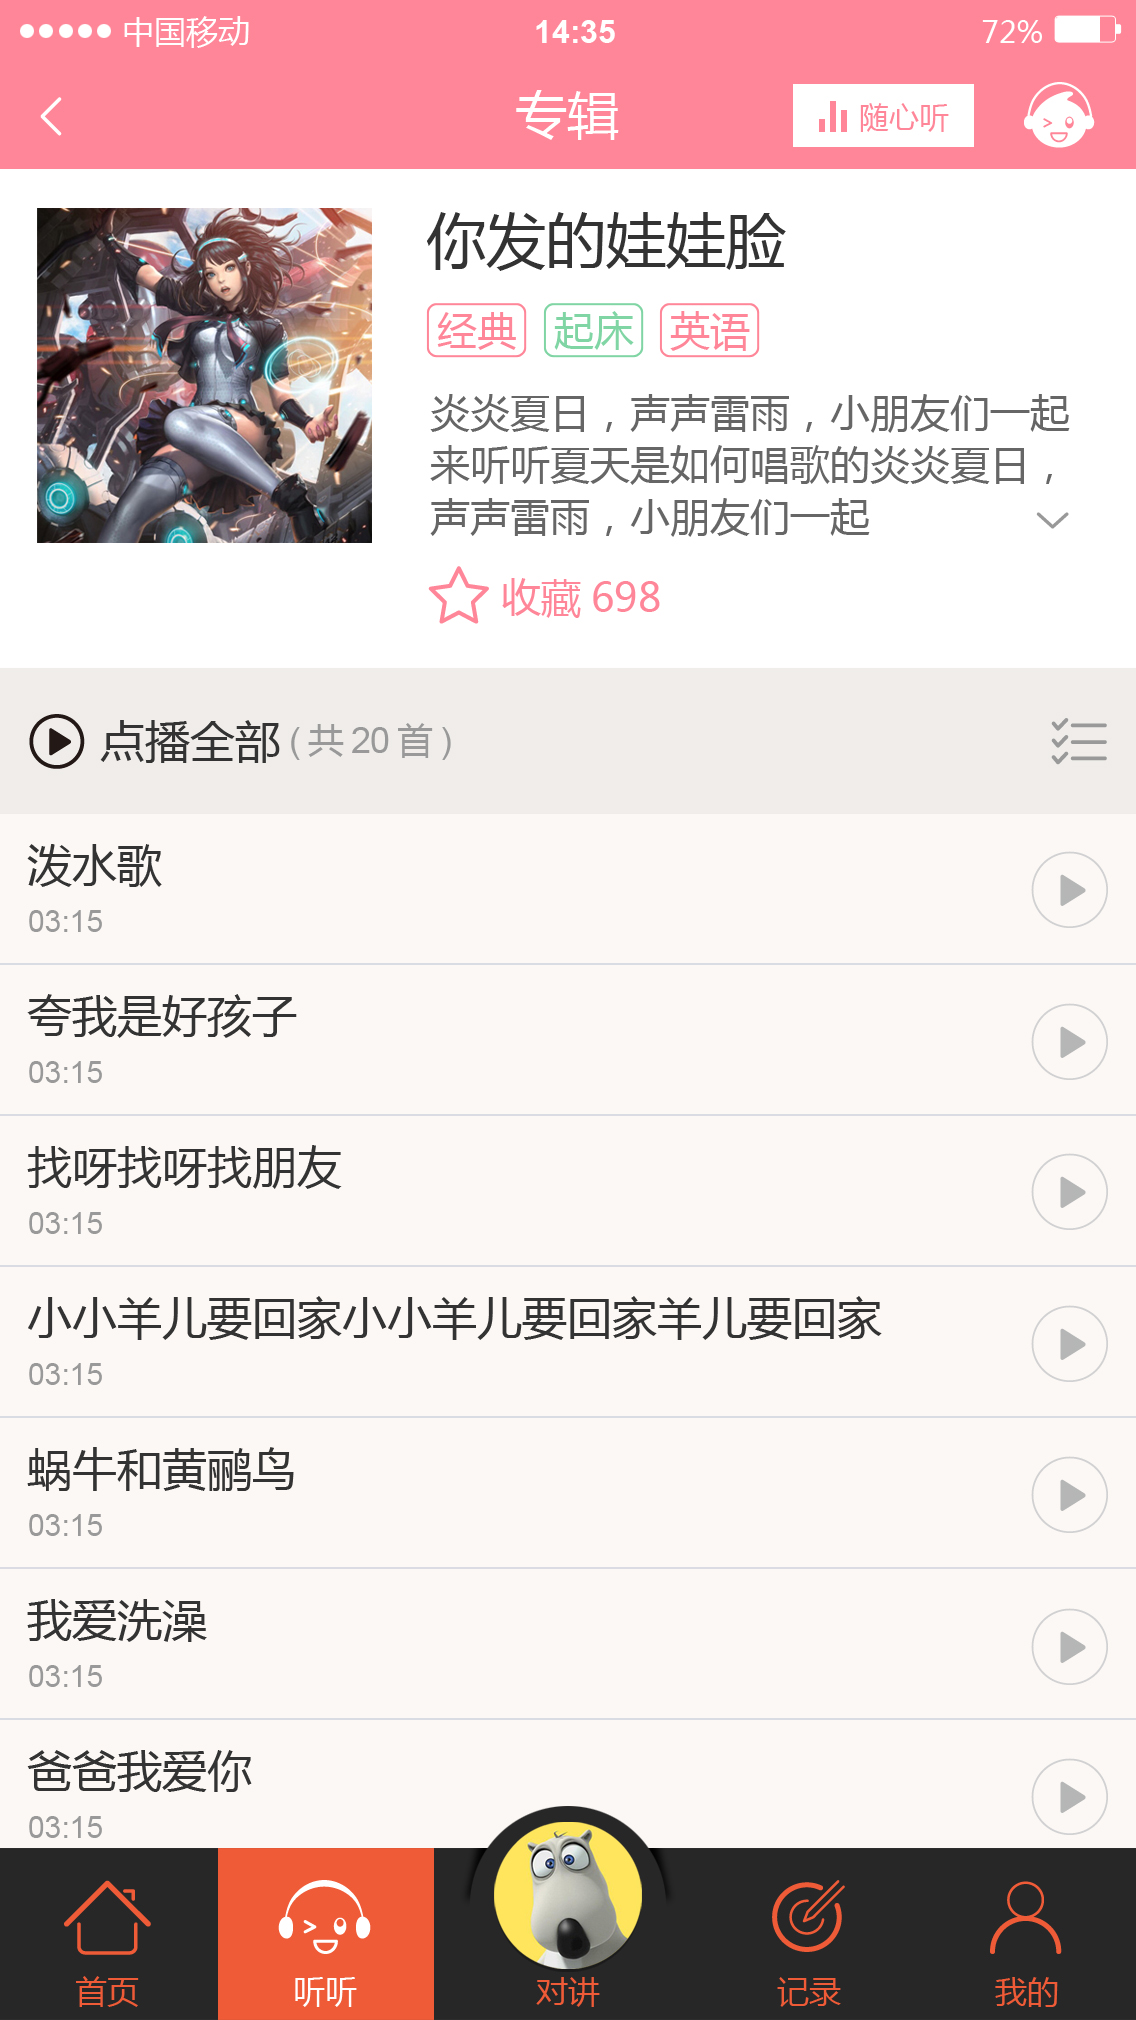 中国移动 14:35 72%
专辑 随心听
你发的娃娃脸
经典 起床 英语
炎炎夏日，声声雷雨，小朋友们一起
来听听夏天是如何唱歌的炎炎夏日，
声声雷雨，小朋友们一起
收藏 698
点播全部（共 20 首）
泼水歌
03:15
夸我是好孩子
03:15
找呀找呀找朋友
03:15
小小羊儿要回家小小羊儿要回家羊儿要回家
03:15
蜗牛和黄鹂鸟
03:15
我爱洗澡
03:15
爸爸我爱你
03:15
首页 听听 对讲 记录 我的